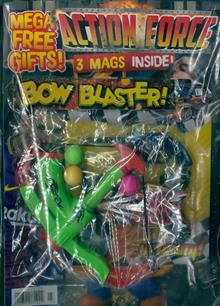 MEGA
FREE
GIFTS!
ACTION FORCE
3 MAGS INSIDE!
BOW BLASTER!